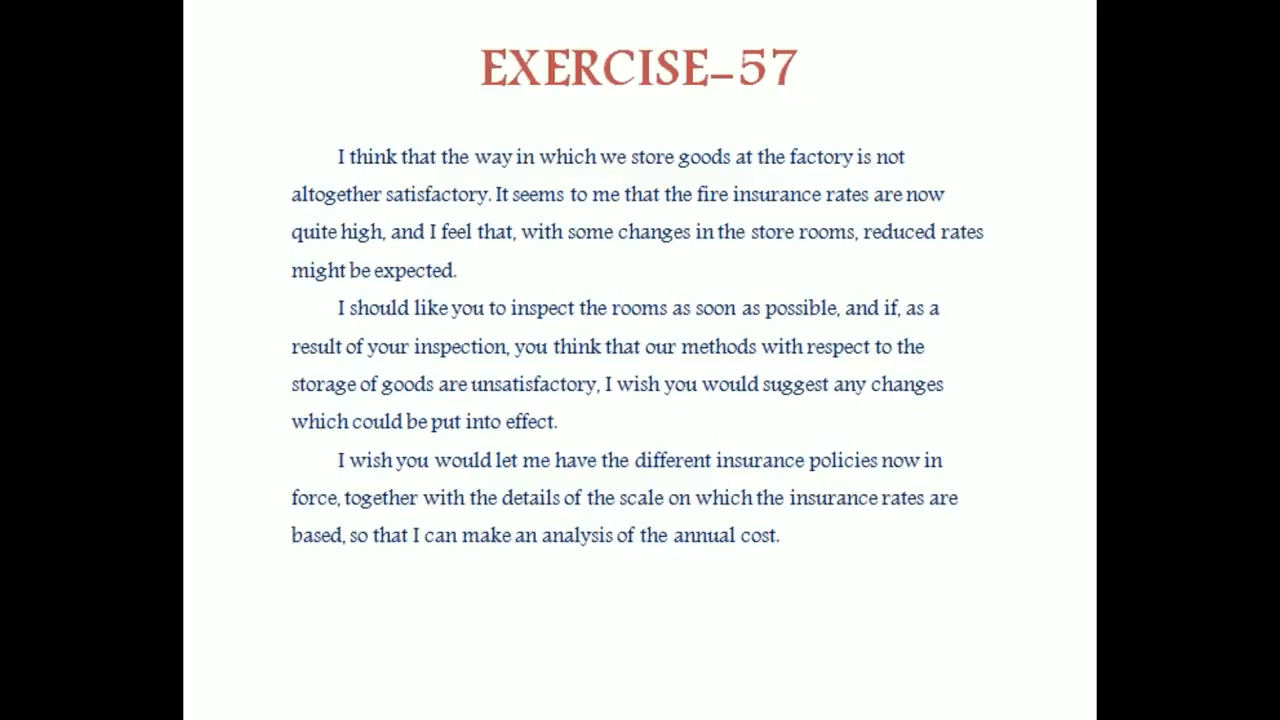 EXERCISE-57
I think that the way in which we store goods at the factory is not
altogether satisfactory. It seems to me that the fire insurance rates are now
quite high, and I feel that, with some changes in the store rooms, reduced rates
might be expected.
I should like you to inspect the rooms as soon as possible, and if, as a
result of your inspection, you think that our methods with respect to the
storage of goods are unsatisfactory, I wish you would suggest any changes
which could be put into effect.
I wish you would let me have the different insurance policies now in
force, together with the details of the scale on which the insurance rates are
based, so that I can make an analysis of the annual cost.